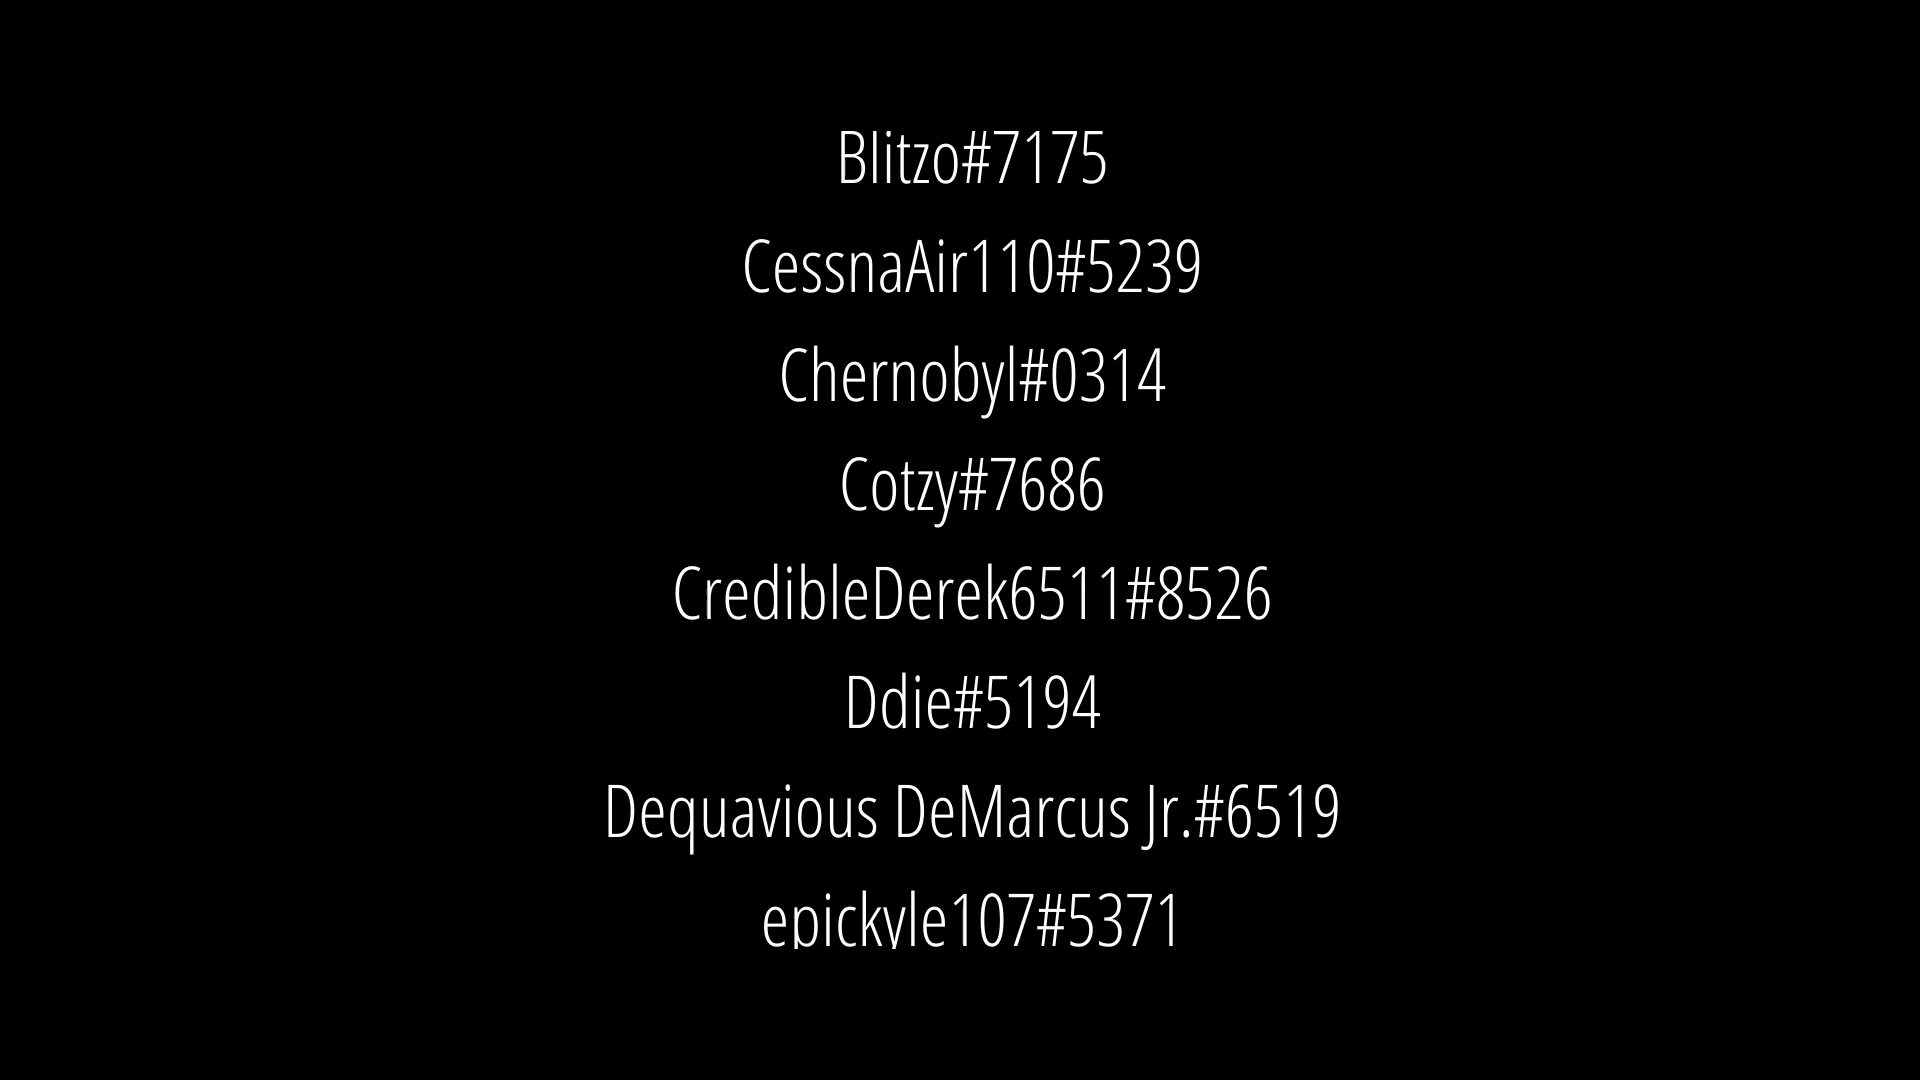 Blitzo#7175
CessnaAir110#5239
Chernobyl#0314
Cotzy#7686
CredibleDerek6511#8526
Ddie#5194
Dequavious DeMarcus Jr.#6519
epickyle107#5371